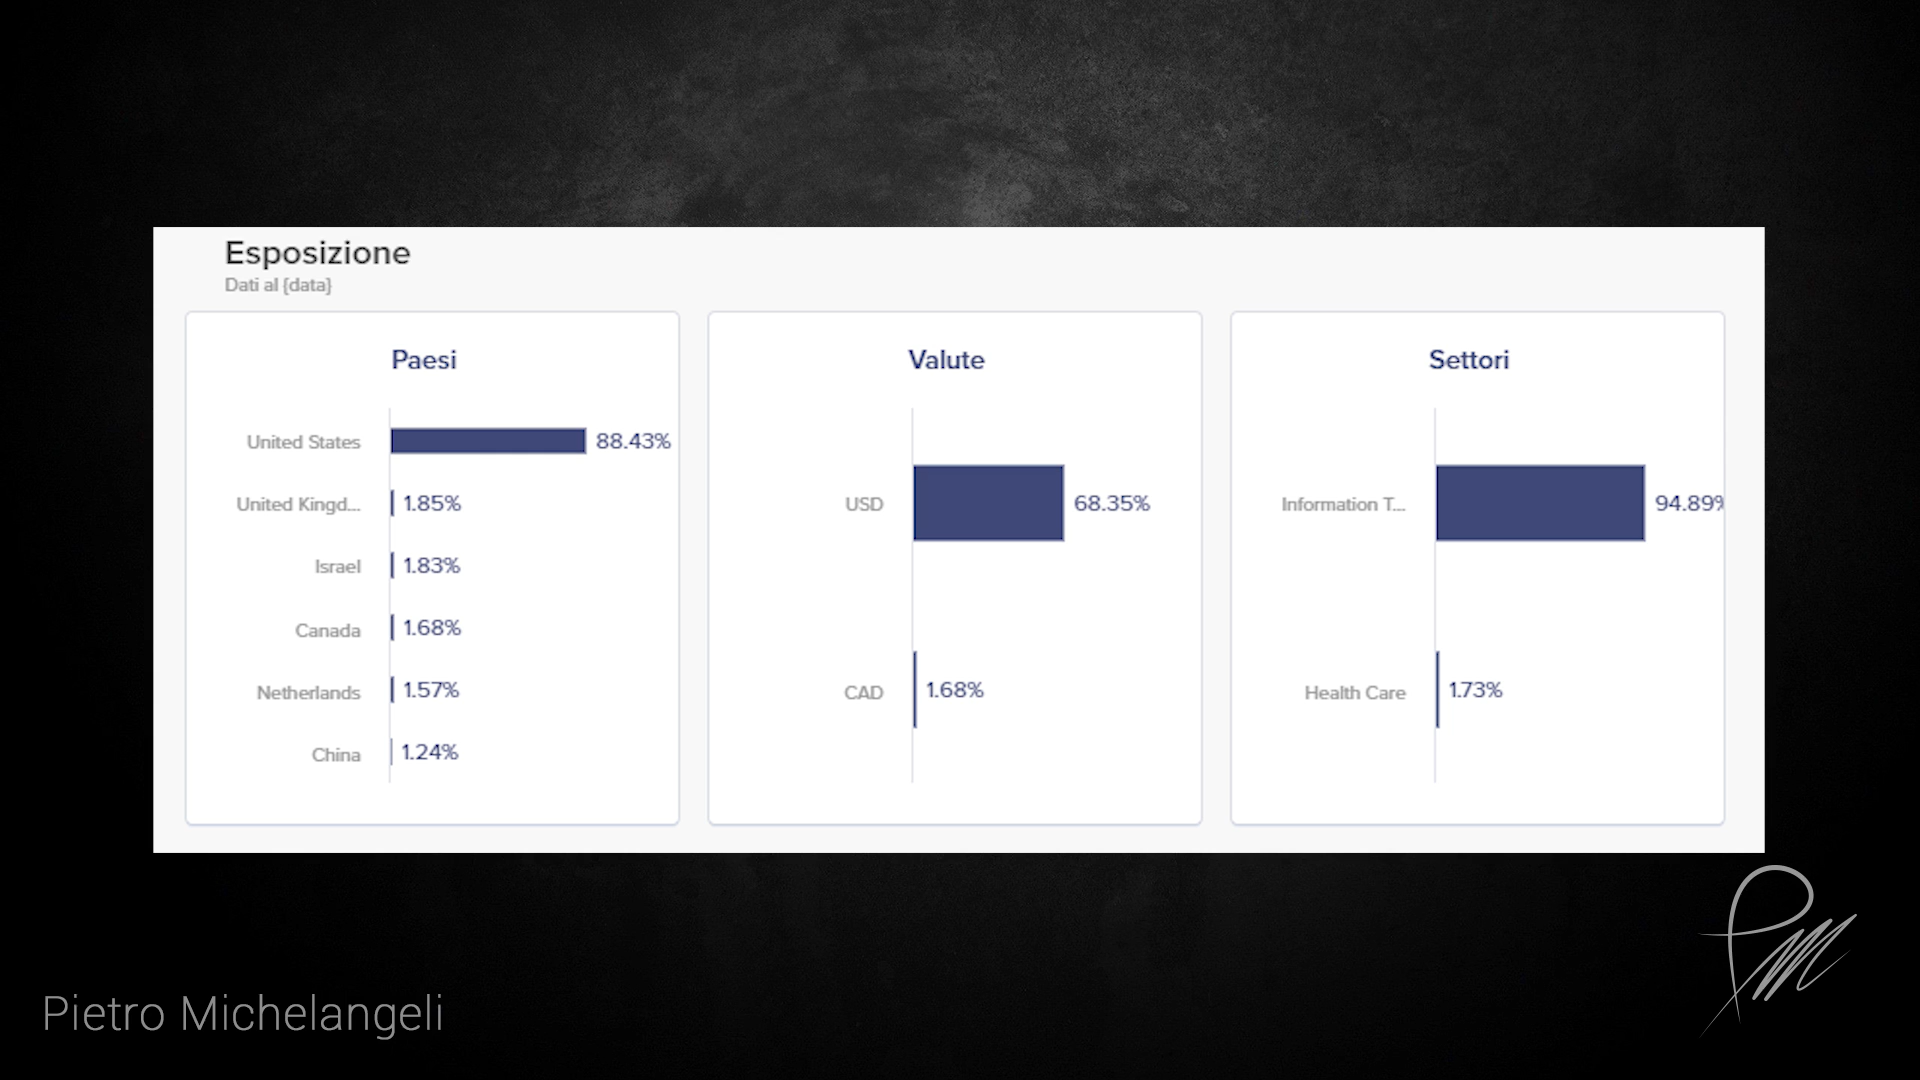 Esposizione
Dati al {data}
Paesi
United States 88.43%
United Kingd... 1.85%
Israel 1.83%
Canada 1.68%
Netherlands 1.57%
China 1.24%
Valute
USD 68.35%
CAD 1.68%
Settori
Information T... 94.89%
Health Care 1.73%
Pietro Michelangeli